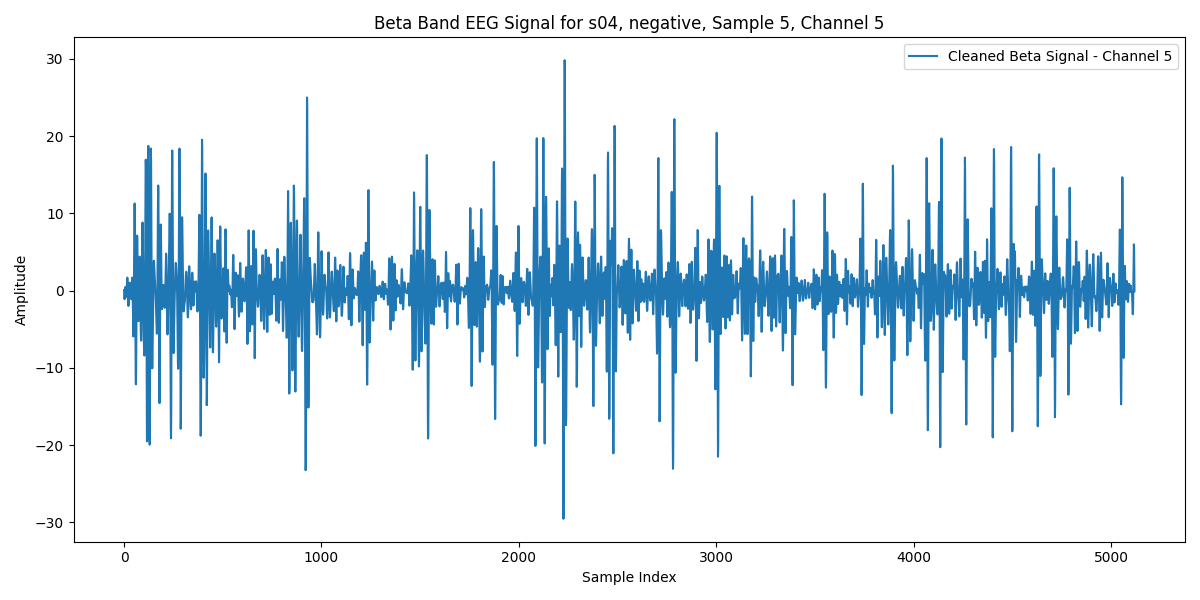 Beta Band EEG Signal for s04, negative, Sample 5, Channel 5
Cleaned Beta Signal - Channel 5
Amplitude
30
20
10
0
−10
−20
−30
0 1000 2000 3000 4000 5000
Sample Index